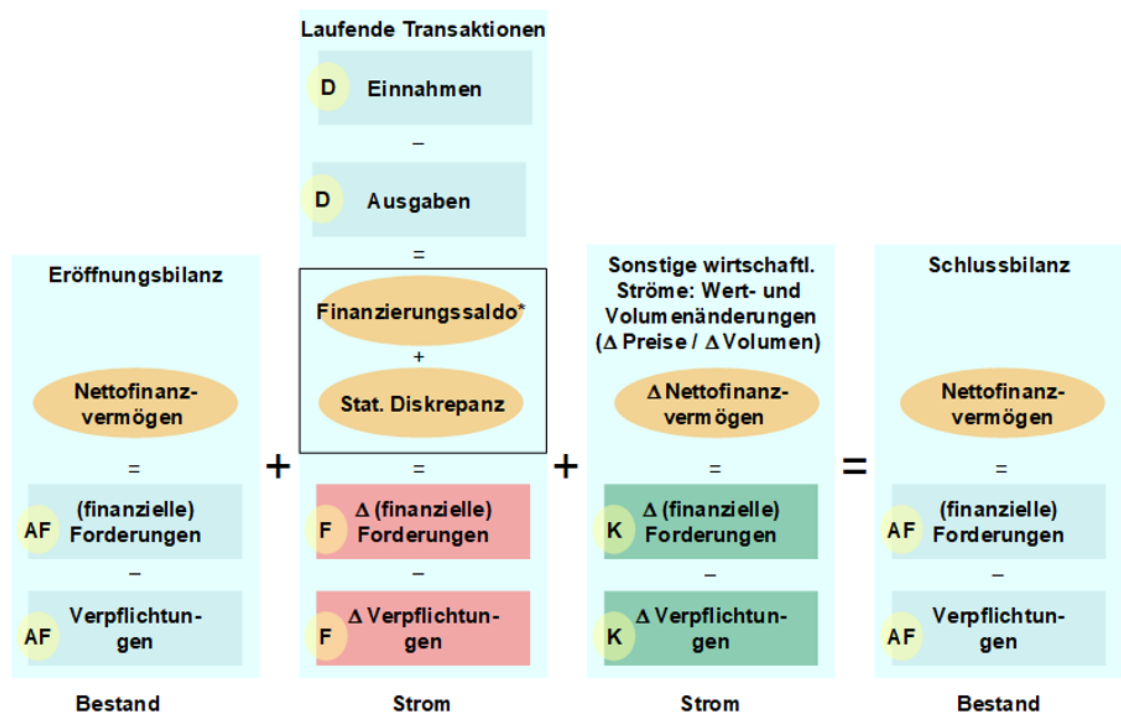 Laufende Transaktionen
D Einnahmen
–
D Ausgaben
=
Finanzierungssaldo*
+
Stat. Diskrepanz
=
F Δ (finanzielle)
Forderungen
–
F Δ Verpflichtun-
gen
Strom
Eröffnungsbilanz
Nettofinanz-
vermögen
=
AF (finanzielle)
Forderungen
–
AF Verpflichtun-
gen
Bestand
+
+
Sonstige wirtschaftl.
Ströme: Wert- und
Volumenänderungen
(Δ Preise / Δ Volumen)
Δ Nettofinanz-
vermögen
=
K Δ (finanzielle)
Forderungen
–
K Δ Verpflichtun-
gen
Strom
=
Schlussbilanz
Nettofinanz-
vermögen
=
AF (finanzielle)
Forderungen
–
AF Verpflichtun-
gen
Bestand